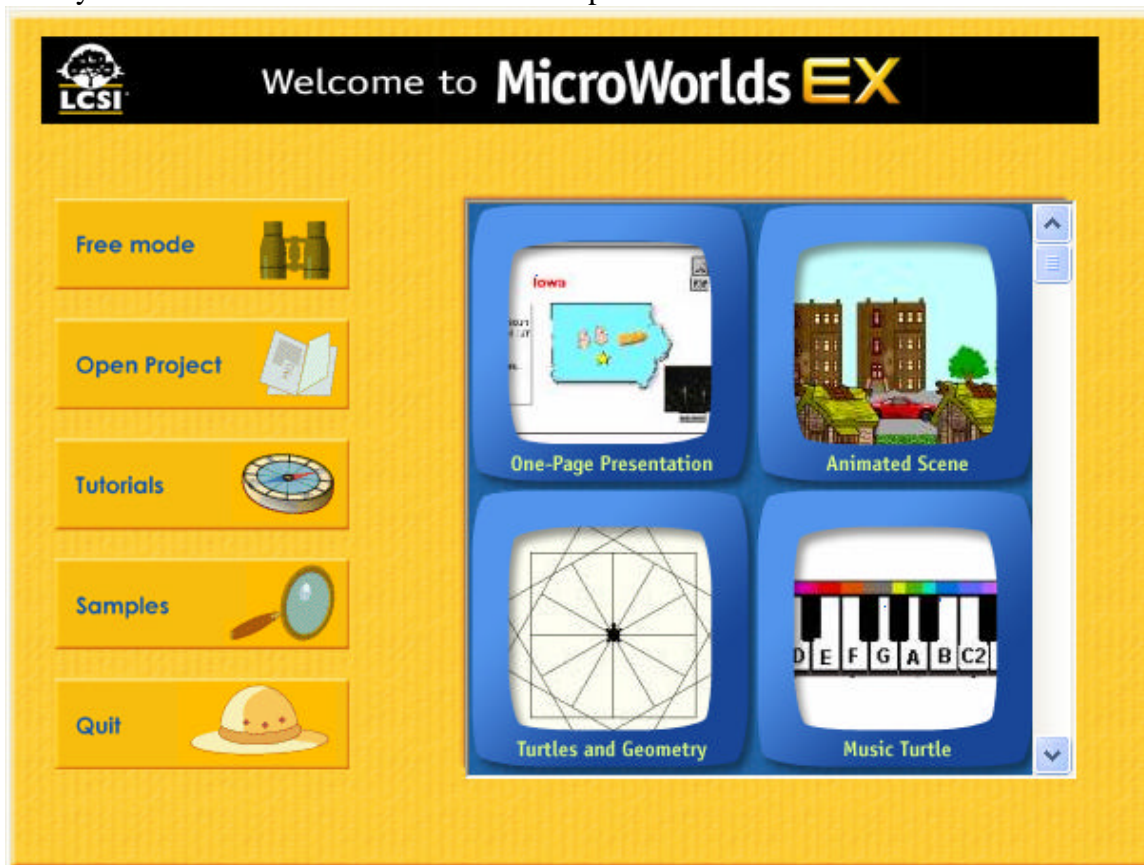 LCSI
Welcome to MicroWorlds EX
Free mode
Open Project
Tutorials
Samples
Quit
Iowa
One-Page Presentation
Animated Scene
D E F G A B C2
Turtles and Geometry
Music Turtle